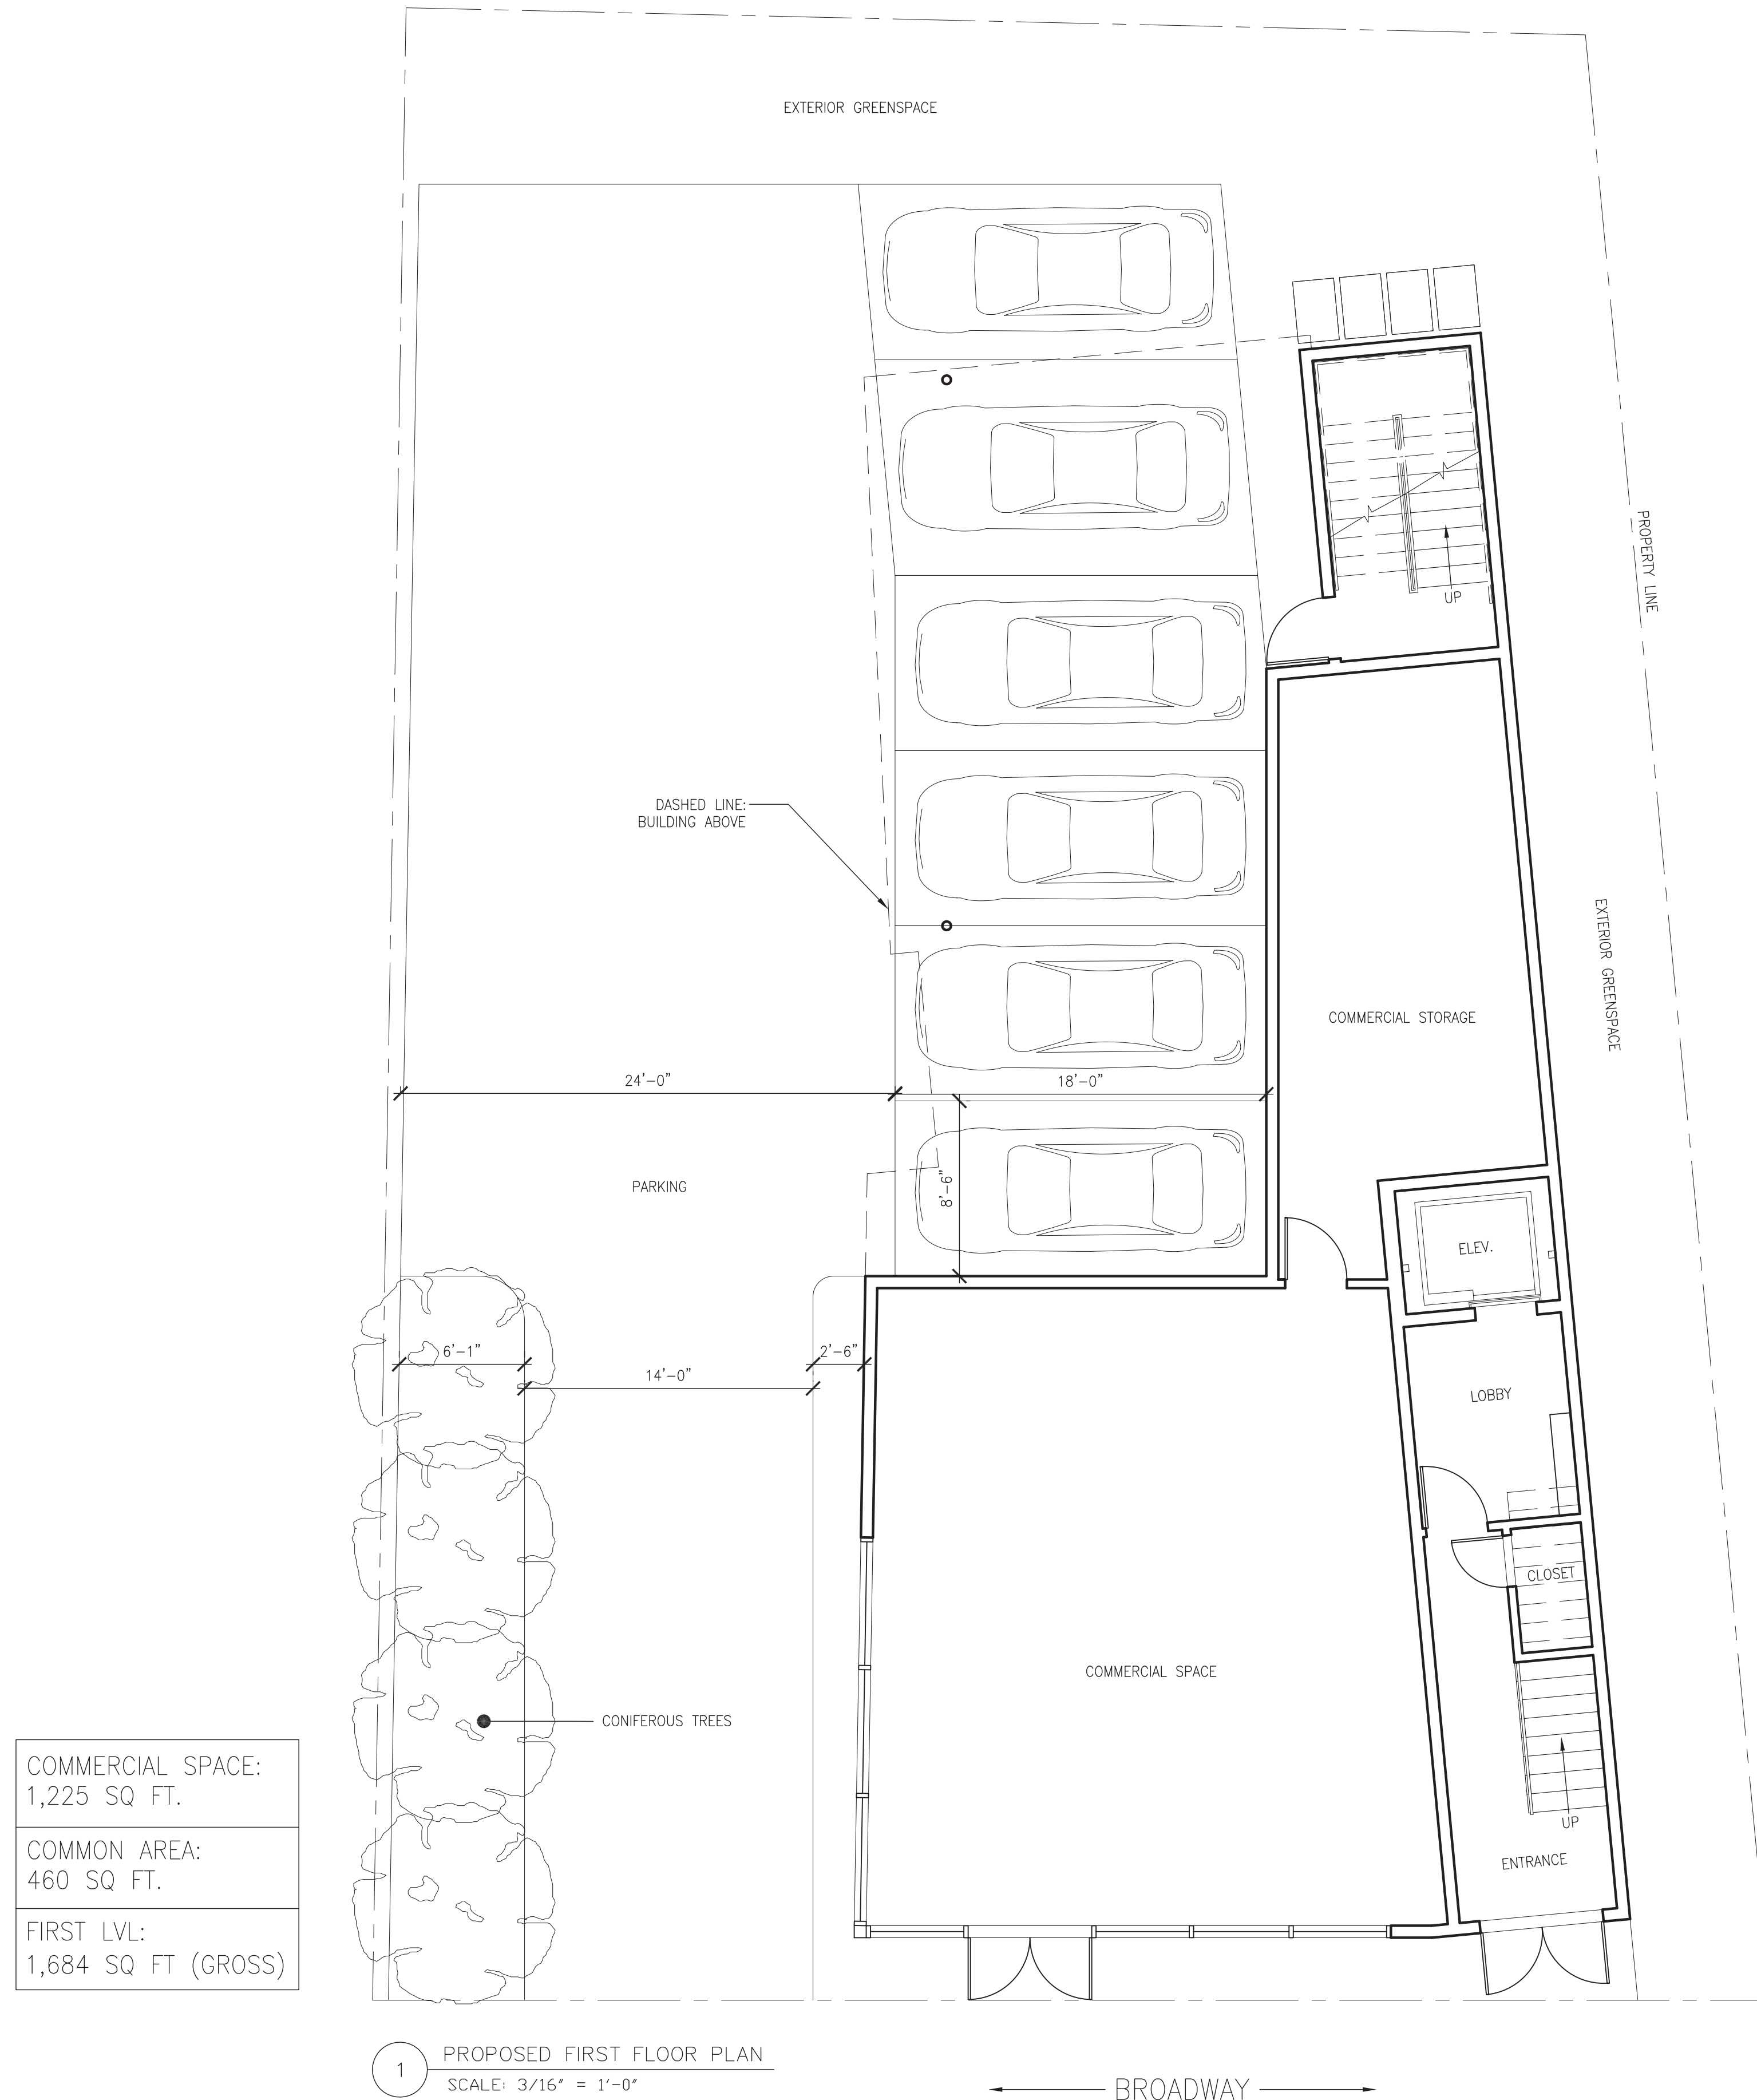 EXTERIOR GREENSPACE
PROPERTY LINE
UP
DASHED LINE:
BUILDING ABOVE
EXTERIOR GREENSPACE
COMMERCIAL STORAGE
24'-0"
18'-0"
8'-6"
PARKING
ELEV.
6'-1"
14'-0"
2'-6"
LOBBY
CLOSET
COMMERCIAL SPACE
CONIFEROUS TREES
UP
ENTRANCE
COMMERCIAL SPACE:
1,225 SQ FT.
COMMON AREA:
460 SQ FT.
FIRST LVL:
1,684 SQ FT (GROSS)
1
PROPOSED FIRST FLOOR PLAN
SCALE: 3/16" = 1'-0"
BROADWAY